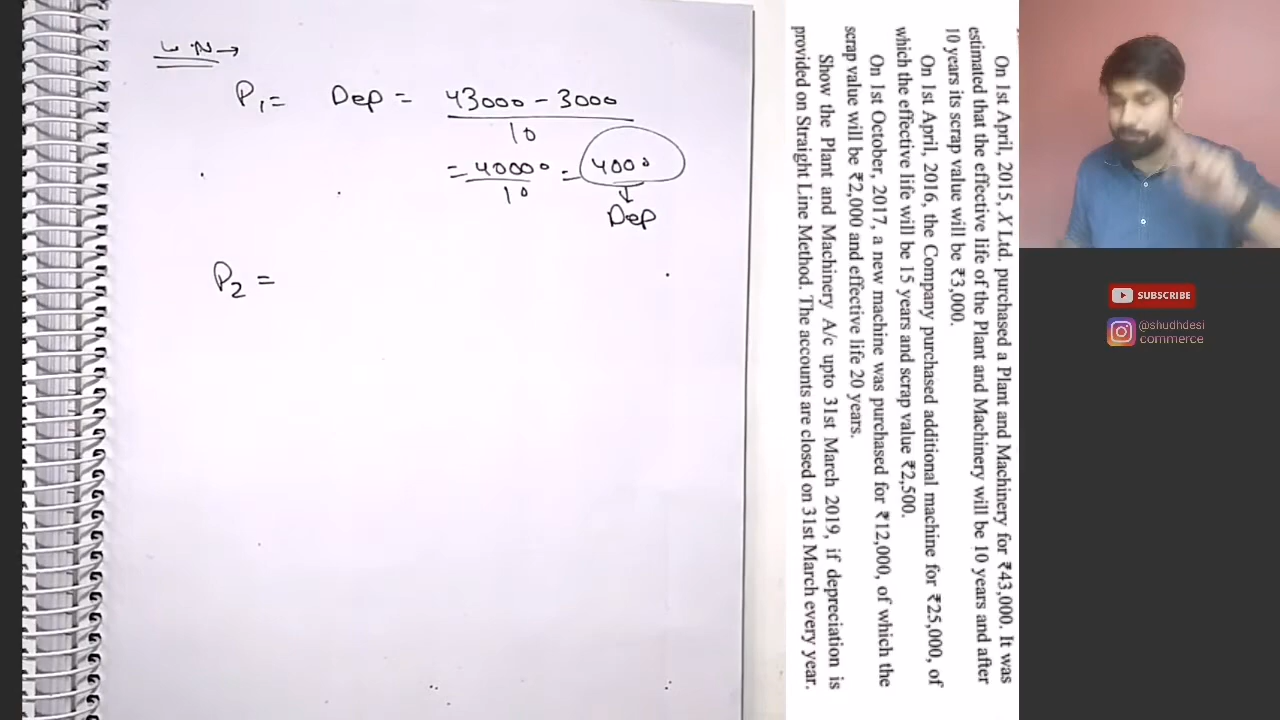 W.N →
P₁ = Dep = 43000 - 3000
10
= 40000 = 4000
10
Dep
P₂ =
On 1st April, 2015, X Ltd. purchased a Plant and Machinery for ₹43,000. It was
estimated that the effective life of the Plant and Machinery will be 10 years and after
10 years its scrap value will be ₹3,000.
On 1st April, 2016, the Company purchased additional machine for ₹25,000, of
which the effective life will be 15 years and scrap value ₹2,500.
On 1st October, 2017, a new machine was purchased for ₹12,000, of which the
scrap value will be ₹2,000 and effective life 20 years.
Show the Plant and Machinery A/c upto 31st March 2019, if depreciation is
provided on Straight Line Method. The accounts are closed on 31st March every year.
SUBSCRIBE
@shudhdesi
commerce